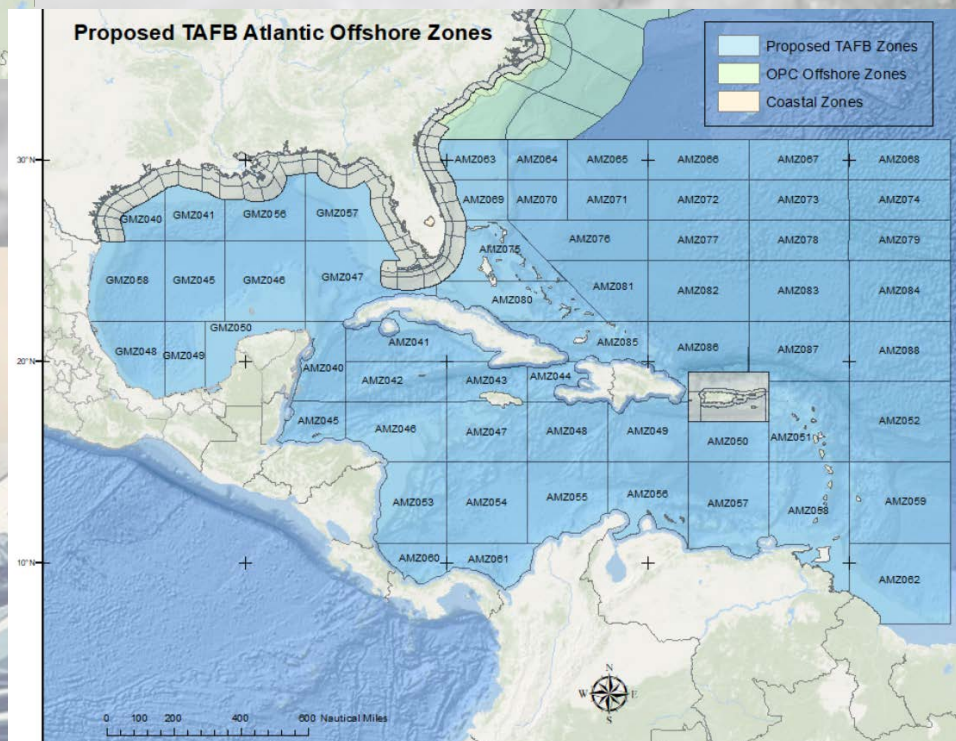 Proposed TAFB Atlantic Offshore Zones
Proposed TAFB Zones
OPC Offshore Zones
Coastal Zones
30°N
AMZ063 AMZ064 AMZ065 AMZ066 AMZ067 AMZ068
GMZ040 GMZ041 GMZ056 GMZ057 AMZ069 AMZ070 AMZ071 AMZ072 AMZ073 AMZ074
AMZ075 AMZ076 AMZ077 AMZ078 AMZ079
GMZ058 GMZ045 GMZ046 GMZ047 AMZ080 AMZ081 AMZ082 AMZ083 AMZ084
GMZ050
GMZ048 GMZ049 AMZ041 AMZ085 AMZ086 AMZ087 AMZ088
20°N
AMZ040 AMZ042 AMZ043 AMZ044
AMZ045 AMZ046 AMZ047 AMZ048 AMZ049 AMZ050 AMZ051 AMZ052
AMZ053 AMZ054 AMZ055 AMZ056 AMZ057 AMZ058 AMZ059
10°N
AMZ060 AMZ061 AMZ062
N
W E
S
0 100 200 400 600 Nautical Miles